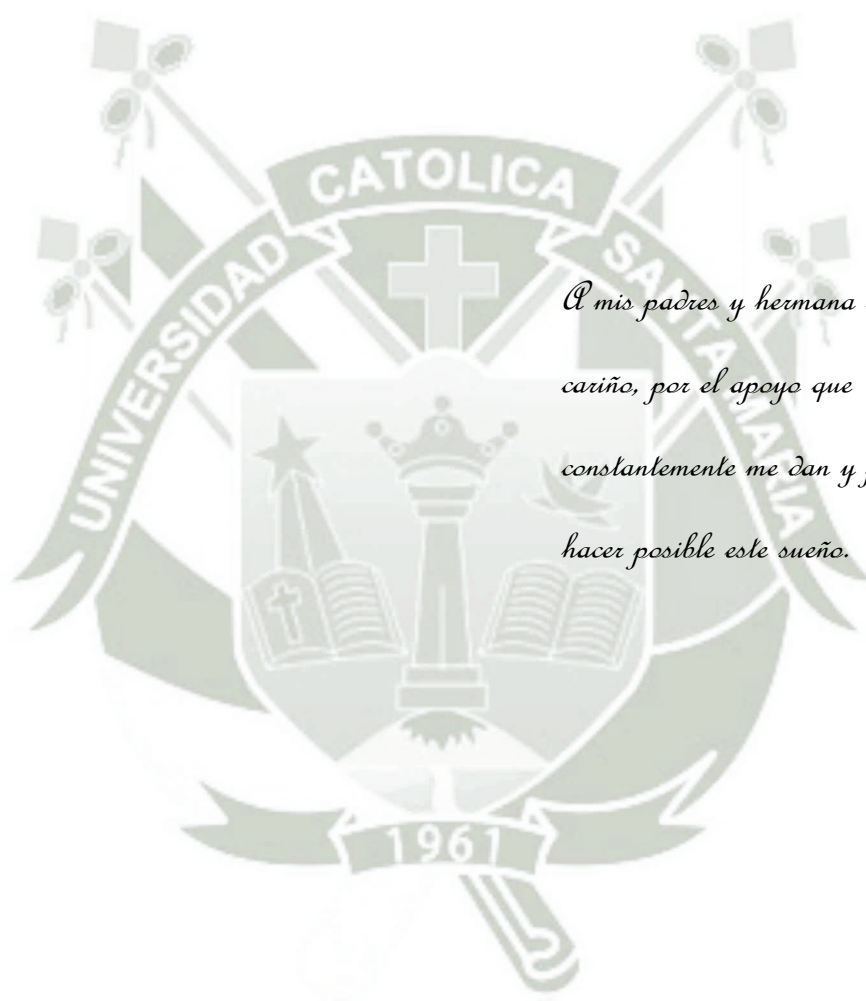 CATOLICA
UNIVERSIDAD
SANTA MARIA
A mis padres y hermana
cariño, por el apoyo que
constantemente me dan y
hacer posible este sueño.
1961